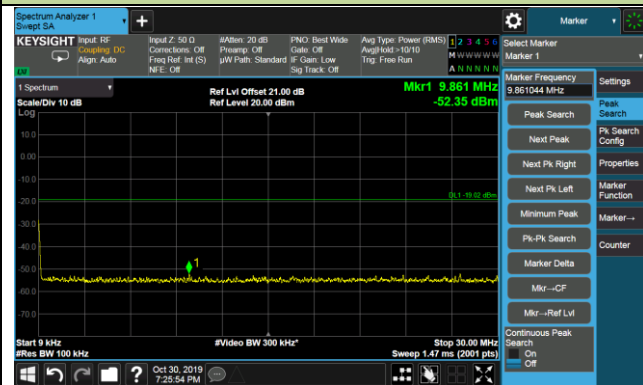 Spectrum Analyzer 1
Swept SA
+
Marker
KEYSIGHT
Input: RF
Coupling: DC
Align: Auto
Input Z: 50 Ω
Corrections: Off
Freq Ref: Int (S)
NFE: Off
#Atten: 20 dB
Preamp: Off
µW Path: Standard
PNO: Best Wide
Gate: Off
IF Gain: Low
Sig Track: Off
Avg Type: Power (RMS)
Avg|Hold:>10/10
Trig: Free Run
1 2 3 4 5 6
M W W W W W
A N N N N N
Select Marker
Marker 1
1 Spectrum
Scale/Div 10 dB
Log
Ref Lvl Offset 21.00 dB
Ref Level 20.00 dBm
Mkr1 9.861 MHz
-52.35 dBm
10.0
0.00
-10.0
-20.0
-30.0
-40.0
-50.0
-60.0
-70.0
DL1 -19.02 dBm
1
Start 9 kHz
#Res BW 100 kHz
#Video BW 300 kHz*
Stop 30.00 MHz
Sweep 1.47 ms (2001 pts)
Marker Frequency
9.861044 MHz
Peak Search
Next Peak
Next Pk Right
Next Pk Left
Minimum Peak
Pk-Pk Search
Marker Delta
Mkr→CF
Mkr→Ref Lvl
Continuous Peak
Search
On
Off
Settings
Peak
Search
Pk Search
Config
Properties
Marker
Function
Marker→
Counter
?
Oct 30, 2019
7:25:54 PM